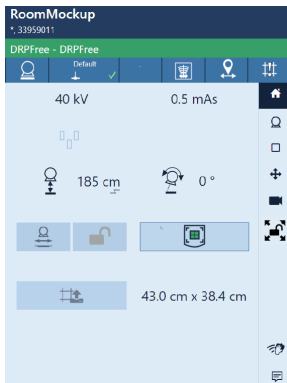 RoomMockup
*, 33959011
DRPFree - DRPFree
Default
40 kV 0.5 mAs
185 cm 0 °
43.0 cm x 38.4 cm